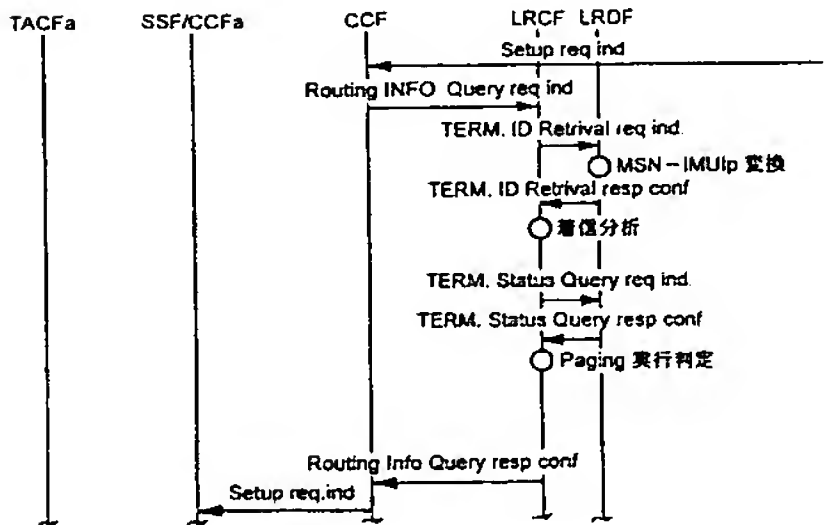 TACFa SSF/CCFa CCF LRCF LRDF
Setup req ind
Routing INFO Query req ind
TERM. ID Retrival req ind.
MSN-IMUIp 変換
TERM. ID Retrival resp conf
着信分析
TERM. Status Query req ind.
TERM. Status Query resp conf
Paging 実行判定
Routing Info Query resp conf
Setup req.ind